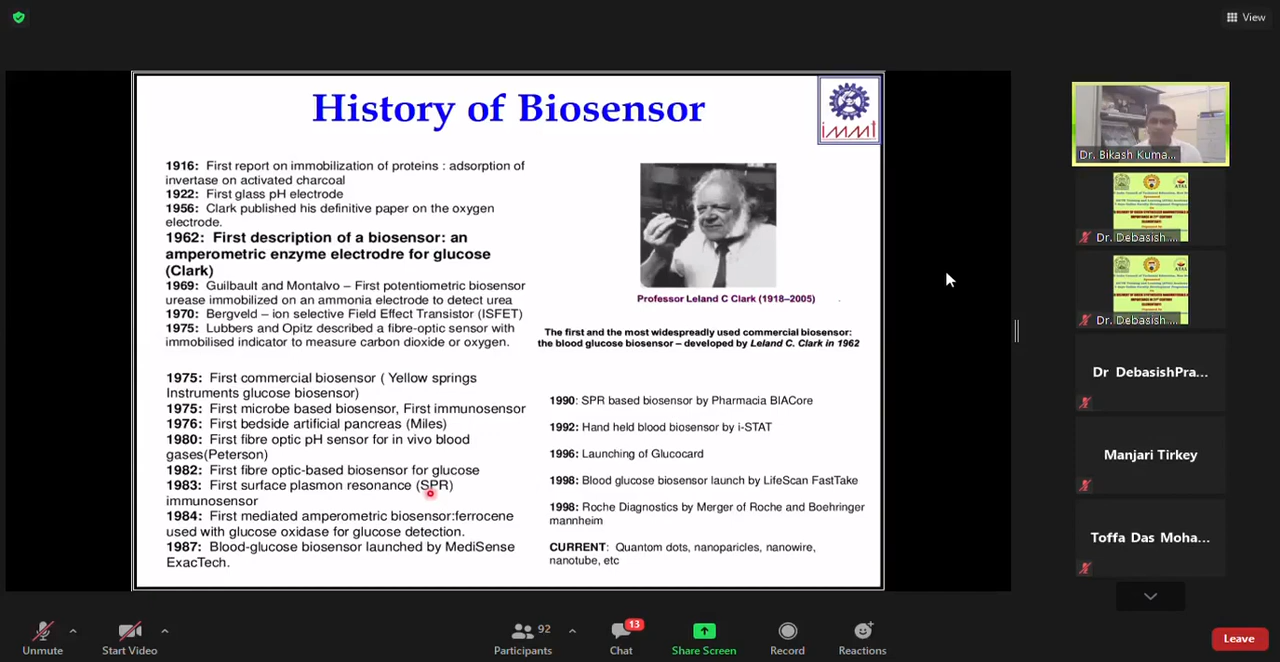 View
History of Biosensor
immt
1916: First report on immobilization of proteins : adsorption of
invertase on activated charcoal
1922: First glass pH electrode
1956: Clark published his definitive paper on the oxygen
electrode.
1962: First description of a biosensor: an
amperometric enzyme electrodre for glucose
(Clark)
1969: Guilbault and Montalvo – First potentiometric biosensor
urease immobilized on an ammonia electrode to detect urea
1970: Bergveld – ion selective Field Effect Transistor (ISFET)
1975: Lubbers and Opitz described a fibre-optic sensor with
immobilised indicator to measure carbon dioxide or oxygen.
1975: First commercial biosensor ( Yellow springs
Instruments glucose biosensor)
1975: First microbe based biosensor, First immunosensor
1976: First bedside artificial pancreas (Miles)
1980: First fibre optic pH sensor for in vivo blood
gases(Peterson)
1982: First fibre optic-based biosensor for glucose
1983: First surface plasmon resonance (SPR)
immunosensor
1984: First mediated amperometric biosensor:ferrocene
used with glucose oxidase for glucose detection.
1987: Blood-glucose biosensor launched by MediSense
ExacTech.
Professor Leland C Clark (1918–2005)
The first and the most widespreadly used commercial biosensor:
the blood glucose biosensor – developed by Leland C. Clark in 1962
1990: SPR based biosensor by Pharmacia BIACore
1992: Hand held blood biosensor by i-STAT
1996: Launching of Glucocard
1998: Blood glucose biosensor launch by LifeScan FastTake
1998: Roche Diagnostics by Merger of Roche and Boehringer
mannheim
CURRENT: Quantom dots, nanoparicles, nanowire,
nanotube, etc
Dr. Bikash Kuma...
Dr. Debasish ...
Dr. Debasish ...
Dr DebasishPra...
Manjari Tirkey
Toffa Das Moha...
Unmute
Start Video
92
Participants
13
Chat
Share Screen
Record
Reactions
Leave